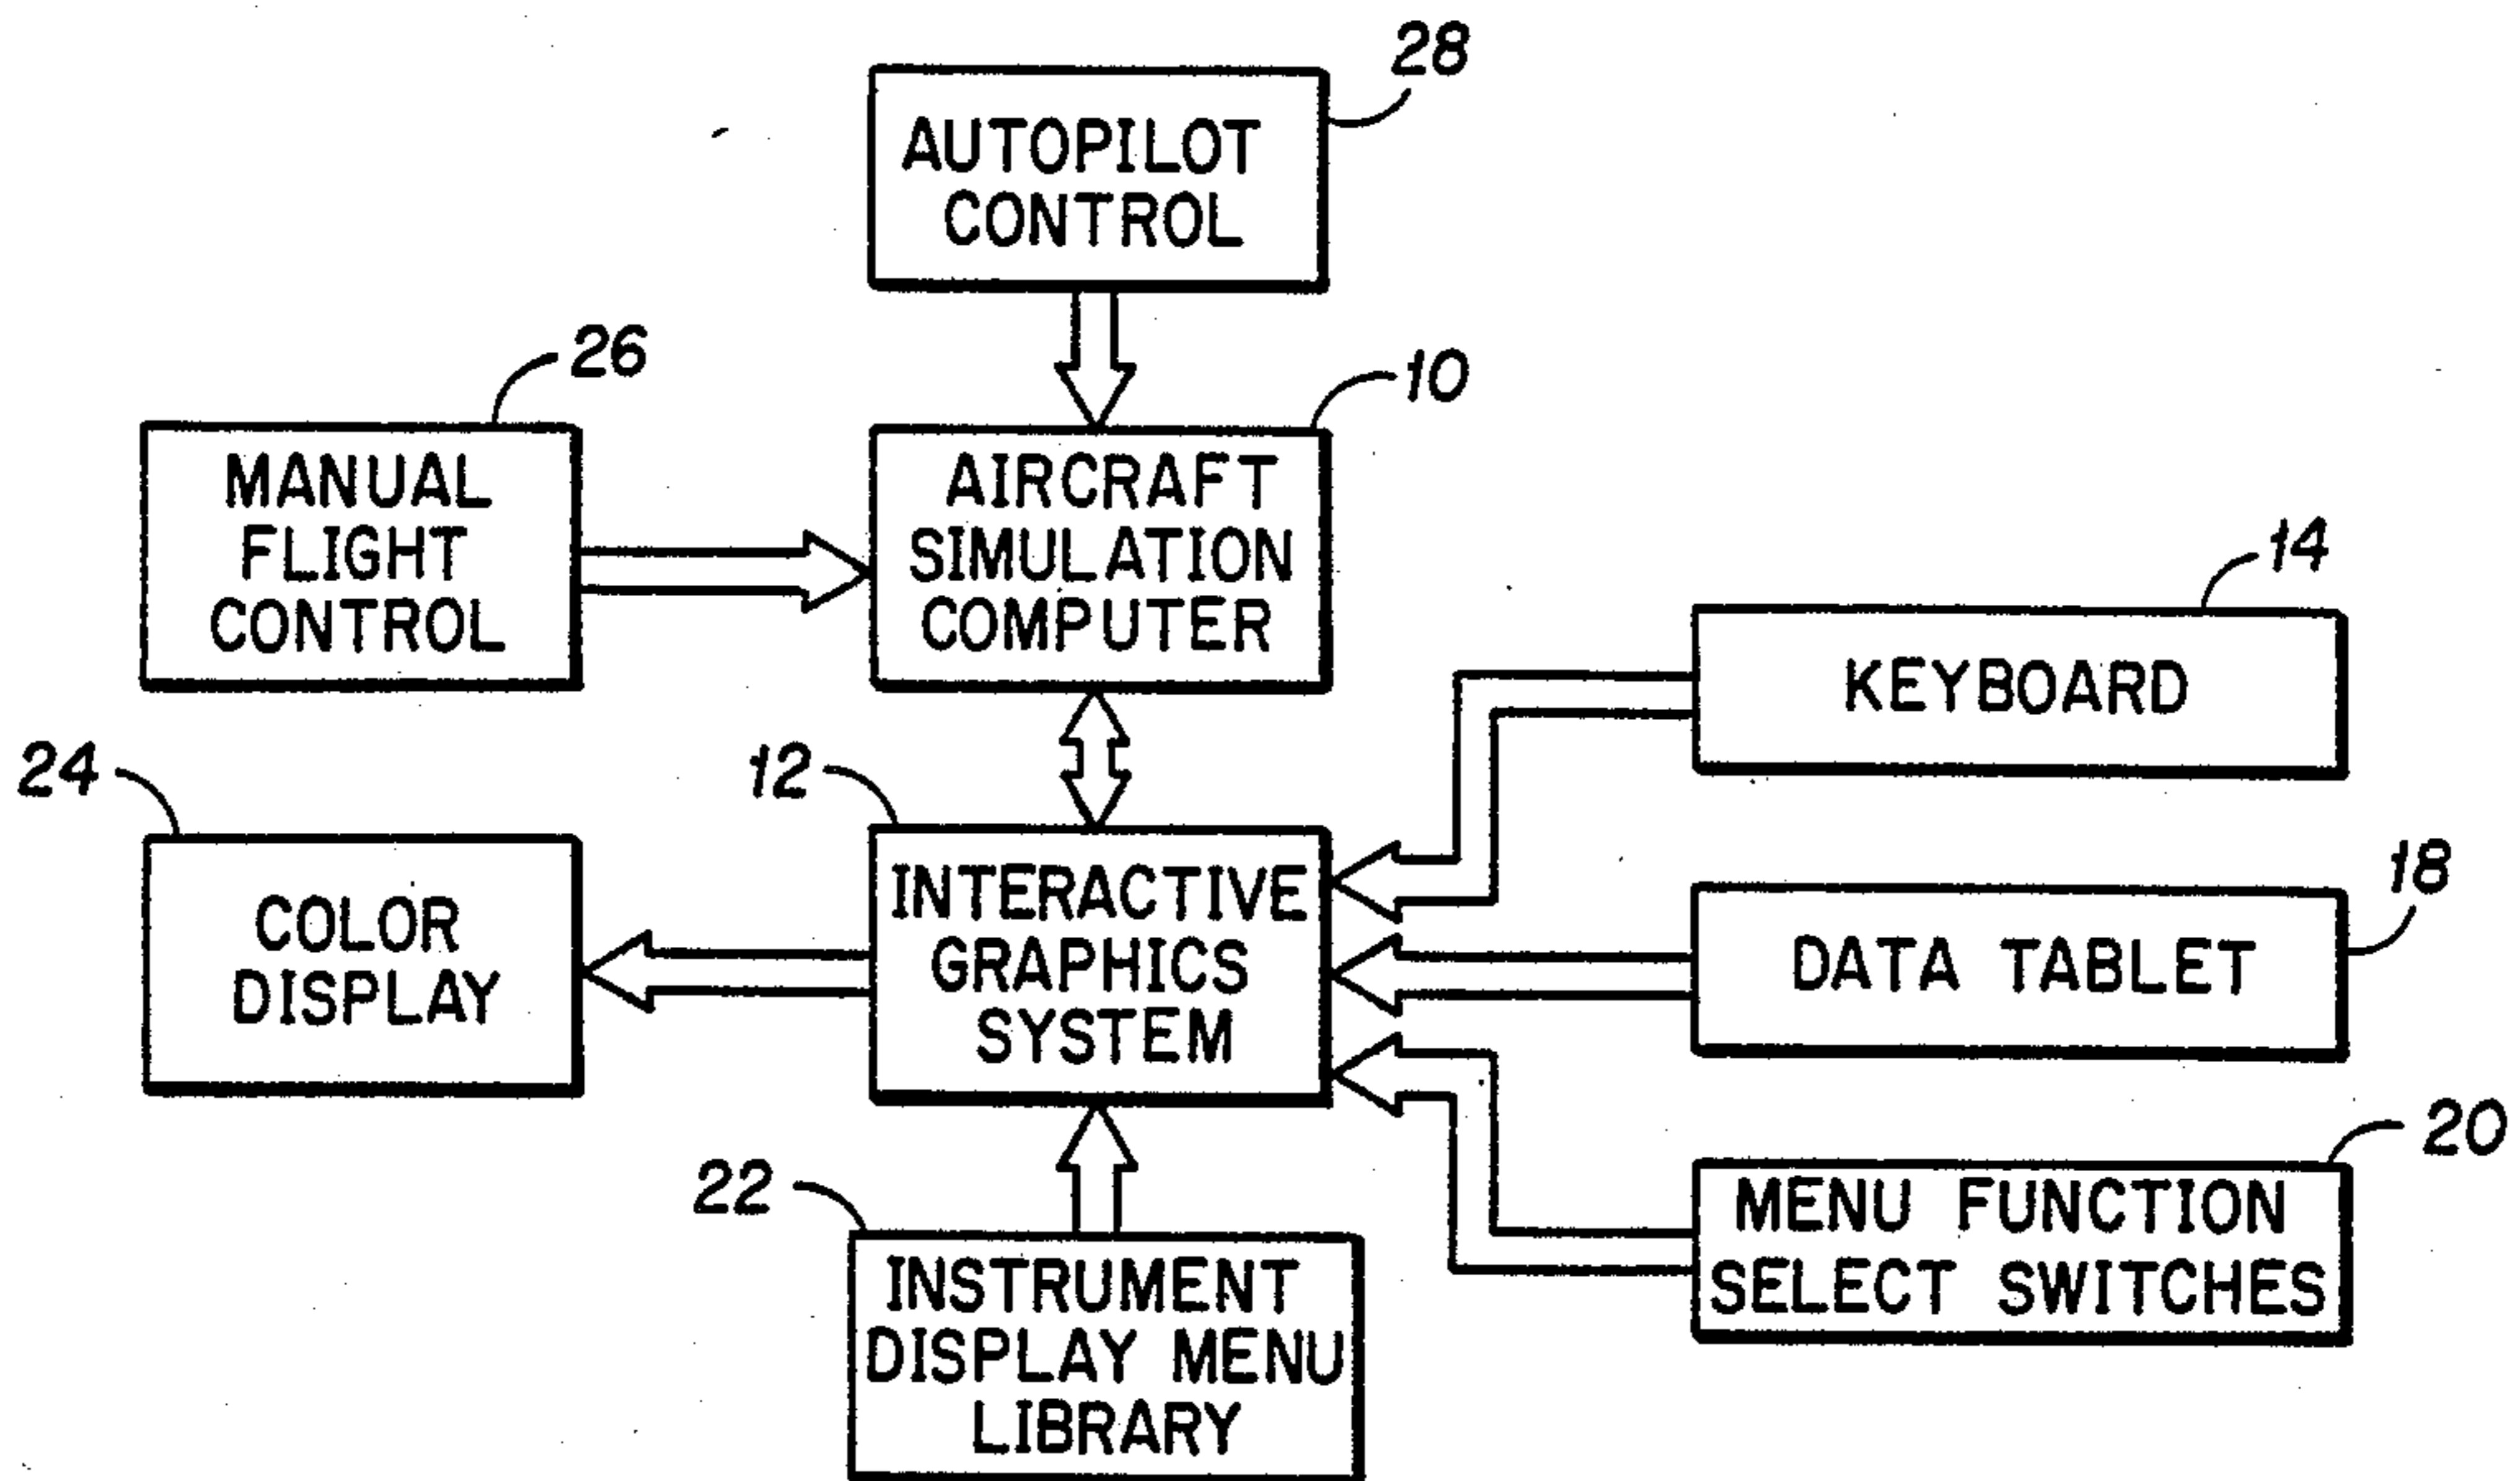 28
AUTOPILOT
CONTROL
26
10
MANUAL
FLIGHT
CONTROL
AIRCRAFT
SIMULATION
COMPUTER
14
KEYBOARD
24
12
COLOR
DISPLAY
INTERACTIVE
GRAPHICS
SYSTEM
18
DATA TABLET
20
MENU FUNCTION
SELECT SWITCHES
22
INSTRUMENT
DISPLAY MENU
LIBRARY